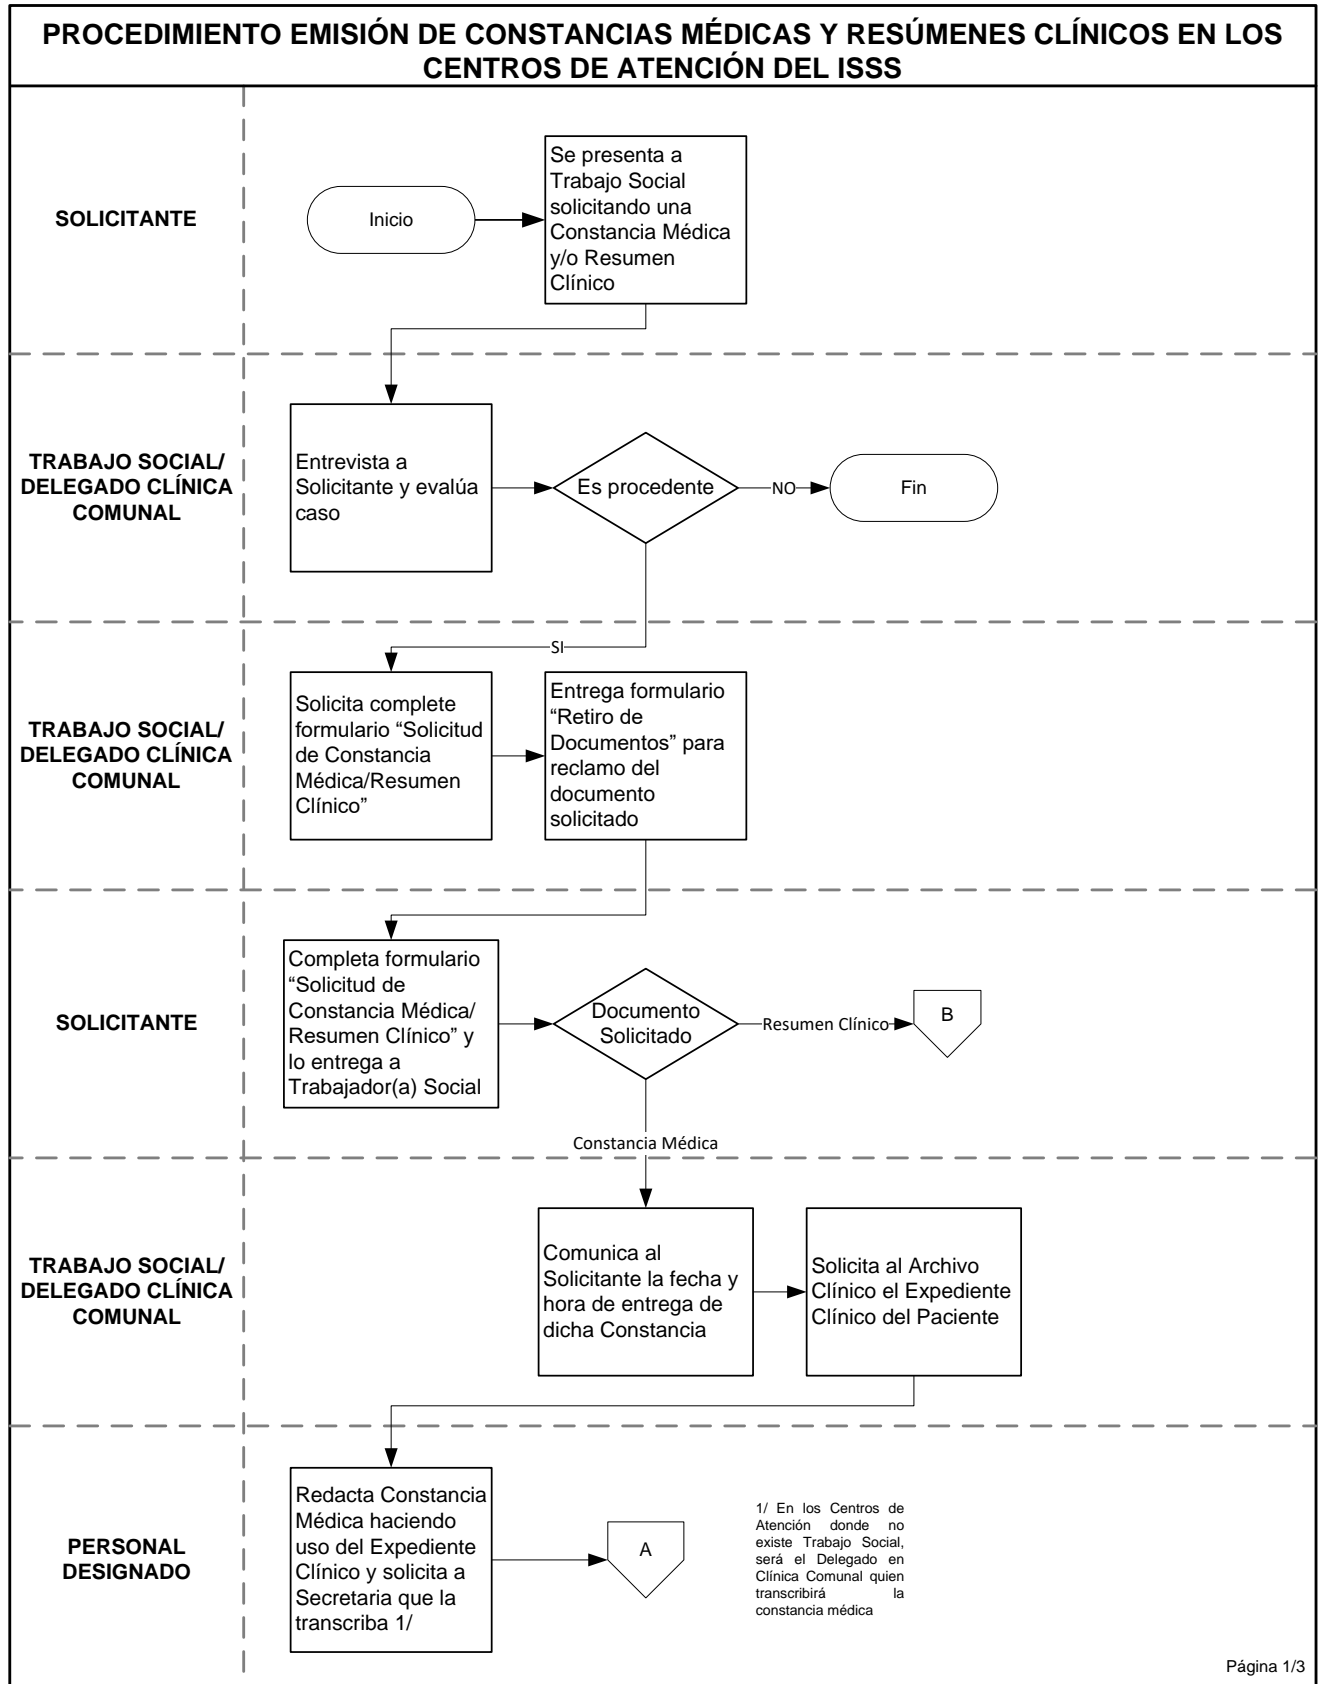 PROCEDIMIENTO EMISIÓN DE CONSTANCIAS MÉDICAS Y RESÚMENES CLÍNICOS EN LOS
CENTROS DE ATENCIÓN DEL ISSS
SOLICITANTE
Inicio
Se presenta a
Trabajo Social
solicitando una
Constancia Médica
y/o Resumen
Clínico
TRABAJO SOCIAL/
DELEGADO CLÍNICA
COMUNAL
Entrevista a
Solicitante y evalúa
caso
Es procedente
NO
Fin
SI
TRABAJO SOCIAL/
DELEGADO CLÍNICA
COMUNAL
Solicita complete
formulario “Solicitud
de Constancia
Médica/Resumen
Clínico”
Entrega formulario
“Retiro de
Documentos” para
reclamo del
documento
solicitado
SOLICITANTE
Completa formulario
“Solicitud de
Constancia Médica/
Resumen Clínico” y
lo entrega a
Trabajador(a) Social
Documento
Solicitado
Resumen Clínico
B
Constancia Médica
TRABAJO SOCIAL/
DELEGADO CLÍNICA
COMUNAL
Comunica al
Solicitante la fecha y
hora de entrega de
dicha Constancia
Solicita al Archivo
Clínico el Expediente
Clínico del Paciente
PERSONAL
DESIGNADO
Redacta Constancia
Médica haciendo
uso del Expediente
Clínico y solicita a
Secretaria que la
transcriba 1/
A
1/ En los Centros de
Atención donde no
existe Trabajo Social,
será el Delegado en
Clínica Comunal quien
transcribirá la
constancia médica
Página 1/3